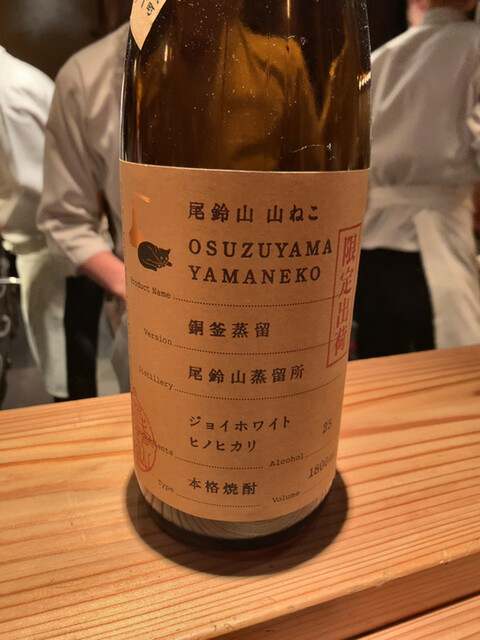 尾鈴山 山ねこ
OSUZUYAMA
YAMANEKO
Product Name
限定出荷
銅釜蒸留
Version
尾鈴山蒸留所
Distillery
ジョイホワイト
ヒノヒカリ
25
Alcohol
本格焼酎
Type
1800
Volume